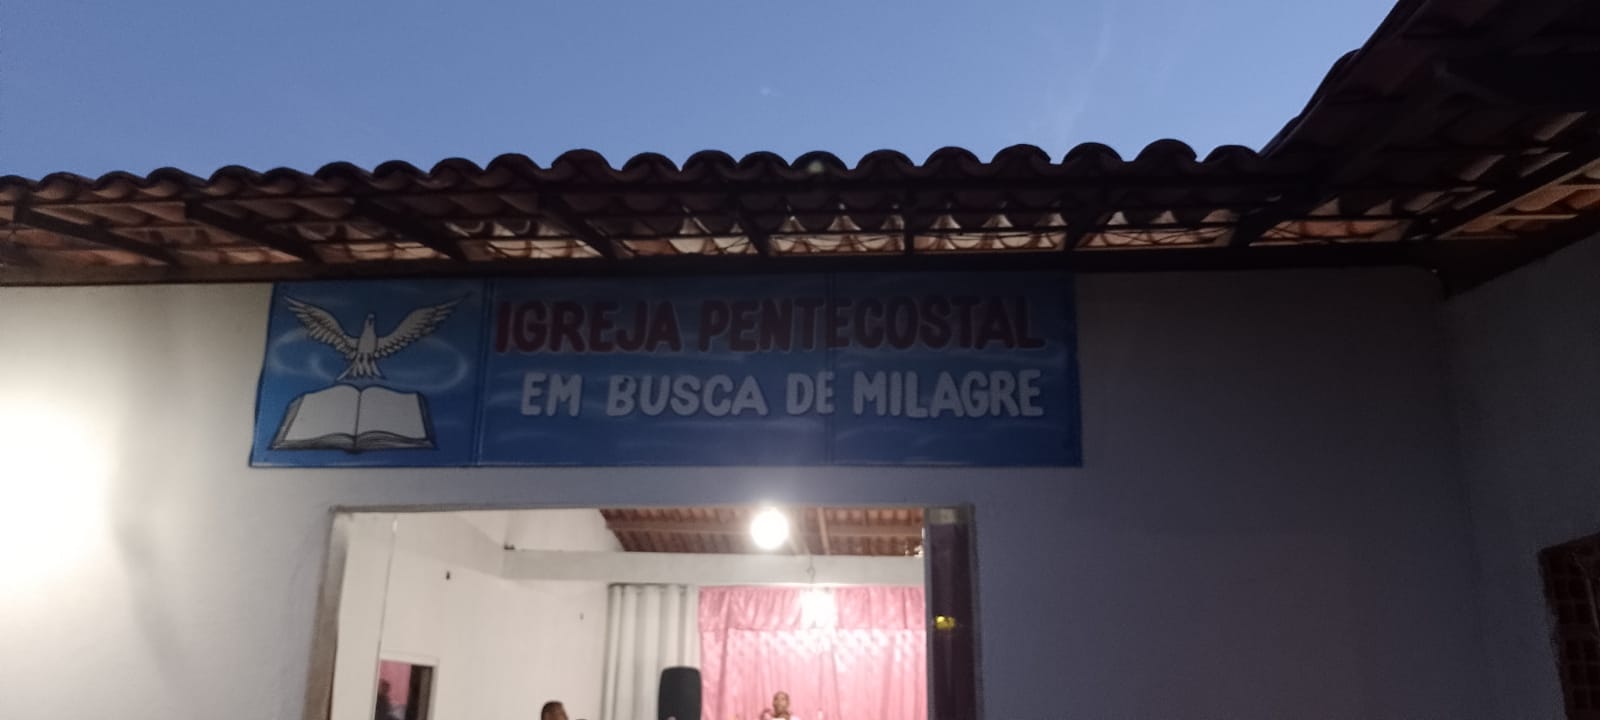 IGREJA PENTECOSTAL
EM BUSCA DE MILAGRE